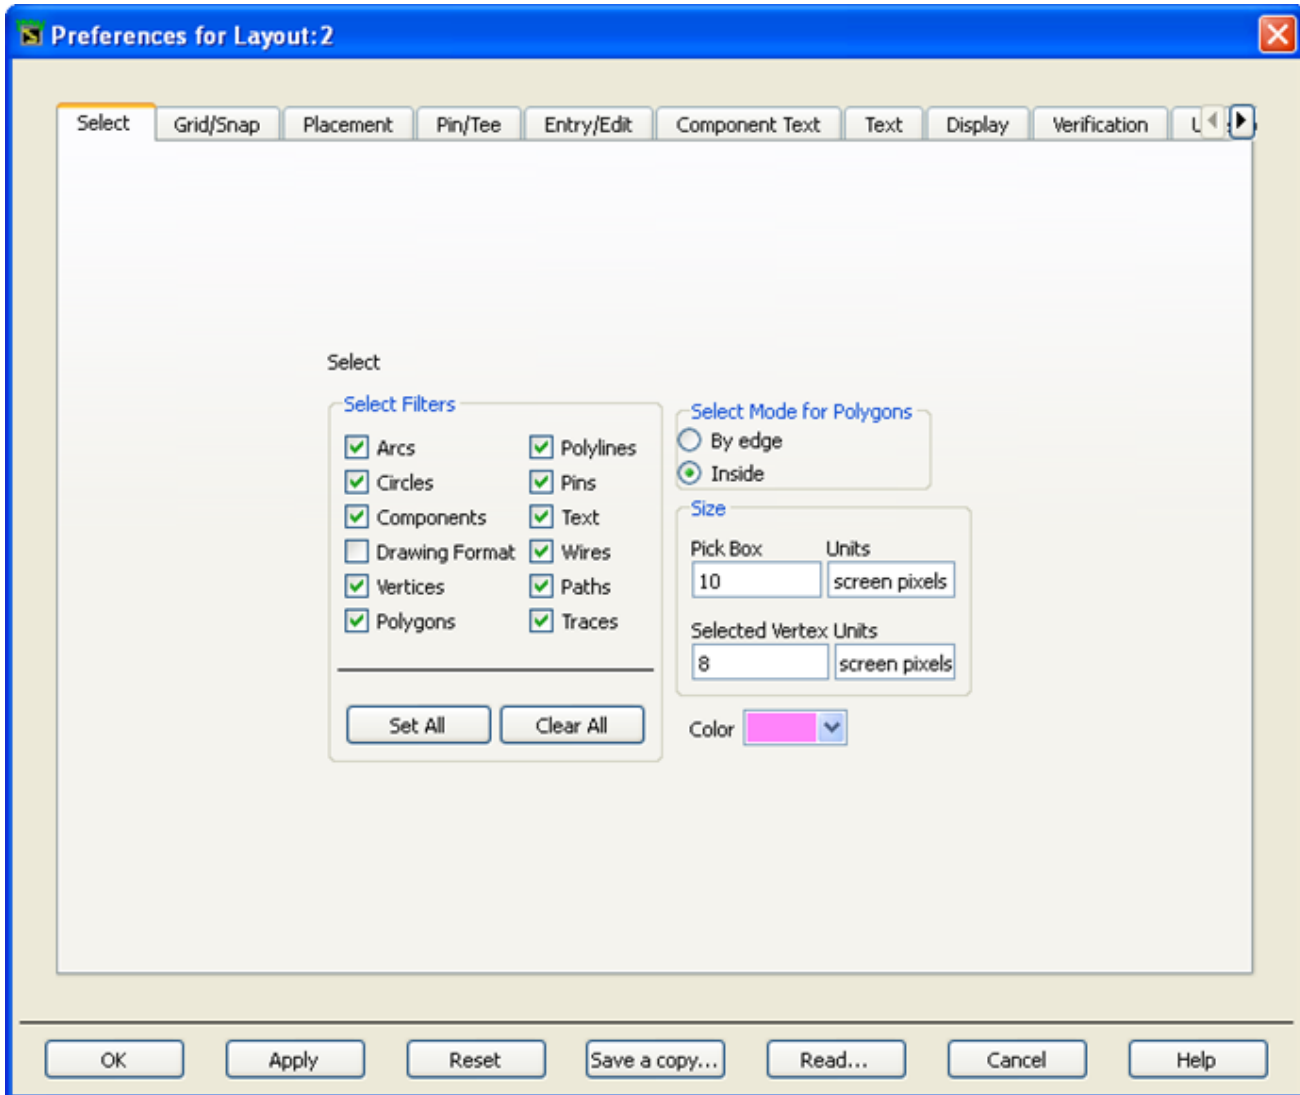 Preferences for Layout:2
Select Grid/Snap Placement Pin/Tee Entry/Edit Component Text Text Display Verification
Select
Select Filters
Arcs
Circles
Components
Drawing Format
Vertices
Polygons
Polylines
Pins
Text
Wires
Paths
Traces
Set All Clear All
Select Mode for Polygons
By edge
Inside
Size
Pick Box Units
10 screen pixels
Selected Vertex Units
8 screen pixels
Color
OK Apply Reset Save a copy... Read... Cancel Help